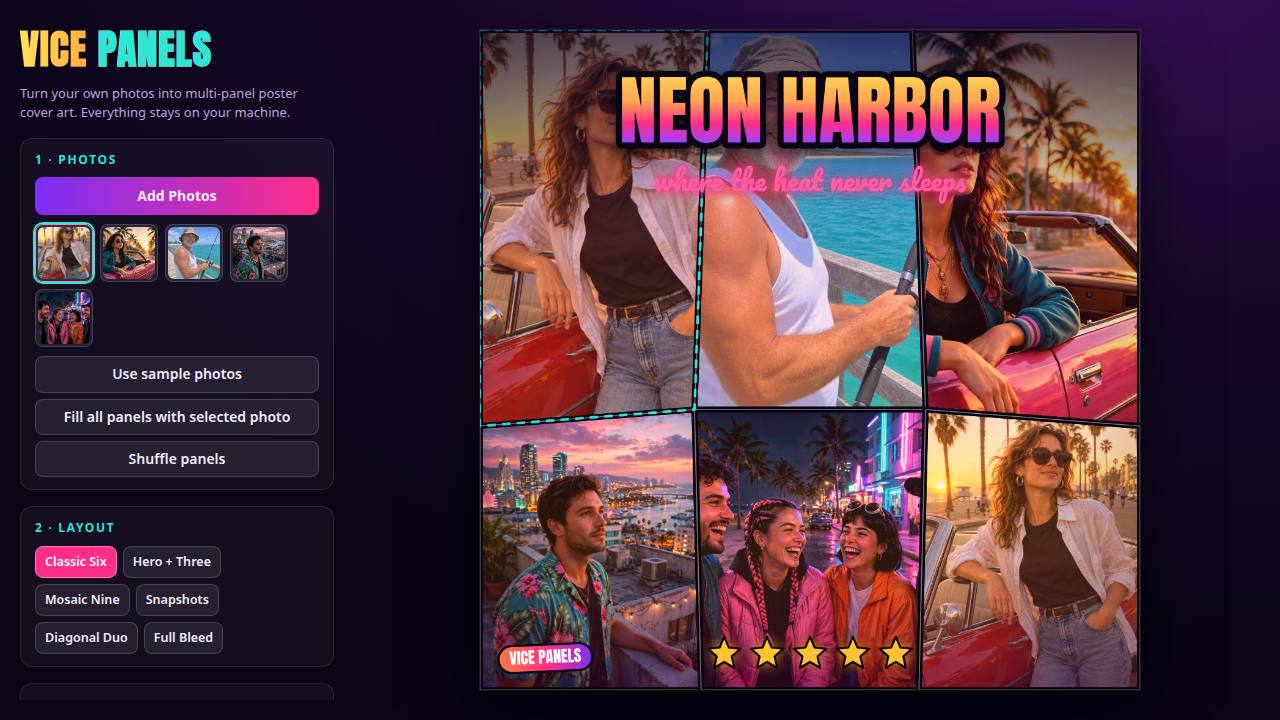 VICE PANELS
Turn your own photos into multi-panel poster
cover art. Everything stays on your machine.
1 · PHOTOS
Add Photos
Use sample photos
Fill all panels with selected photo
Shuffle panels
2 · LAYOUT
Classic Six
Hero + Three
Mosaic Nine
Snapshots
Diagonal Duo
Full Bleed
NEON HARBOR
where the heat never sleeps
VICE PANELS